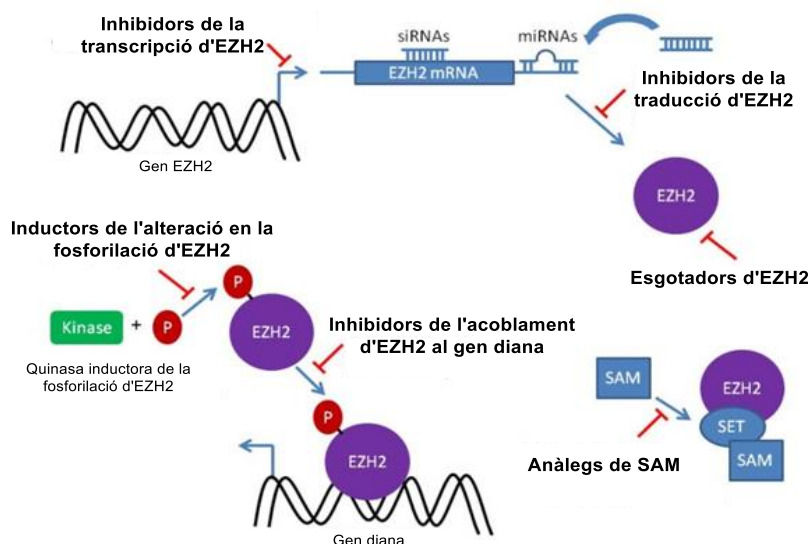 Inhibidors de la
transcripció d'EZH2
siRNAs
miRNAs
EZH2 mRNA
Inhibidors de la
traducció d'EZH2
Gen EZH2
EZH2
Esgotadors d'EZH2
Inductors de l'alteració en la
fosforilació d'EZH2
P
Kinase
+
P
EZH2
Quinasa inductora de la
fosforilació d'EZH2
Inhibidors de l'acoblament
d'EZH2 al gen diana
P
EZH2
Gen diana
SAM
EZH2
SET
SAM
Anàlegs de SAM